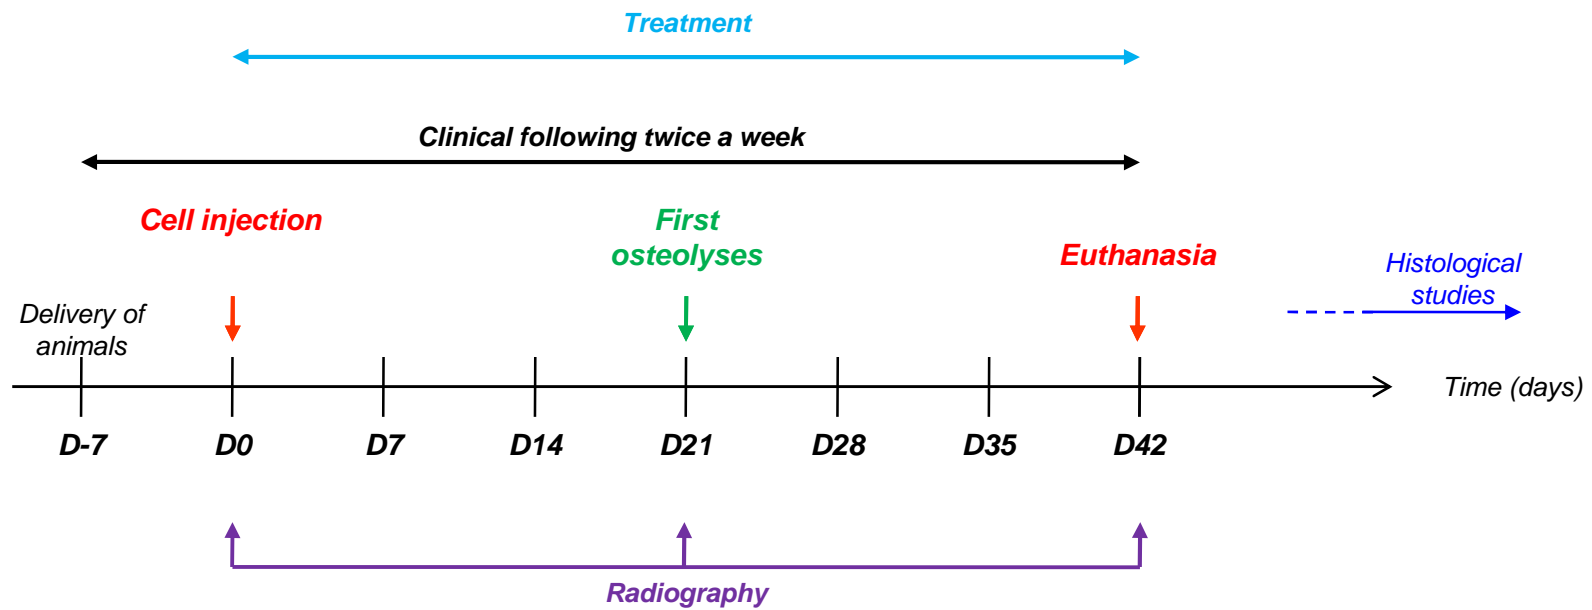 Treatment
Clinical following twice a week
Cell injection
First
osteolyses
Euthanasia
Histological
studies
Delivery of
animals
Time (days)
D-7 D0 D7 D14 D21 D28 D35 D42
Radiography